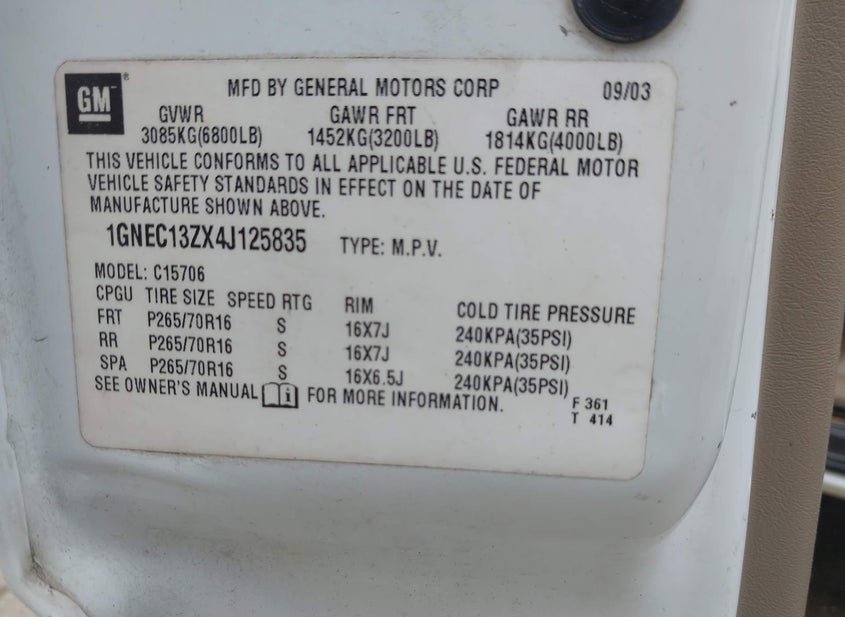 GM® MFD BY GENERAL MOTORS CORP 09/03
GVWR GAWR FRT GAWR RR
3085KG(6800LB) 1452KG(3200LB) 1814KG(4000LB)
THIS VEHICLE CONFORMS TO ALL APPLICABLE U.S. FEDERAL MOTOR
VEHICLE SAFETY STANDARDS IN EFFECT ON THE DATE OF
MANUFACTURE SHOWN ABOVE.
1GNEC13ZX4J125835 TYPE: M.P.V.
MODEL: C15706
CPGU TIRE SIZE SPEED RTG RIM COLD TIRE PRESSURE
FRT P265/70R16 S 16X7J 240KPA(35PSI)
RR P265/70R16 S 16X7J 240KPA(35PSI)
SPA P265/70R16 S 16X6.5J 240KPA(35PSI)
SEE OWNER'S MANUAL i FOR MORE INFORMATION.
F 361
T 414